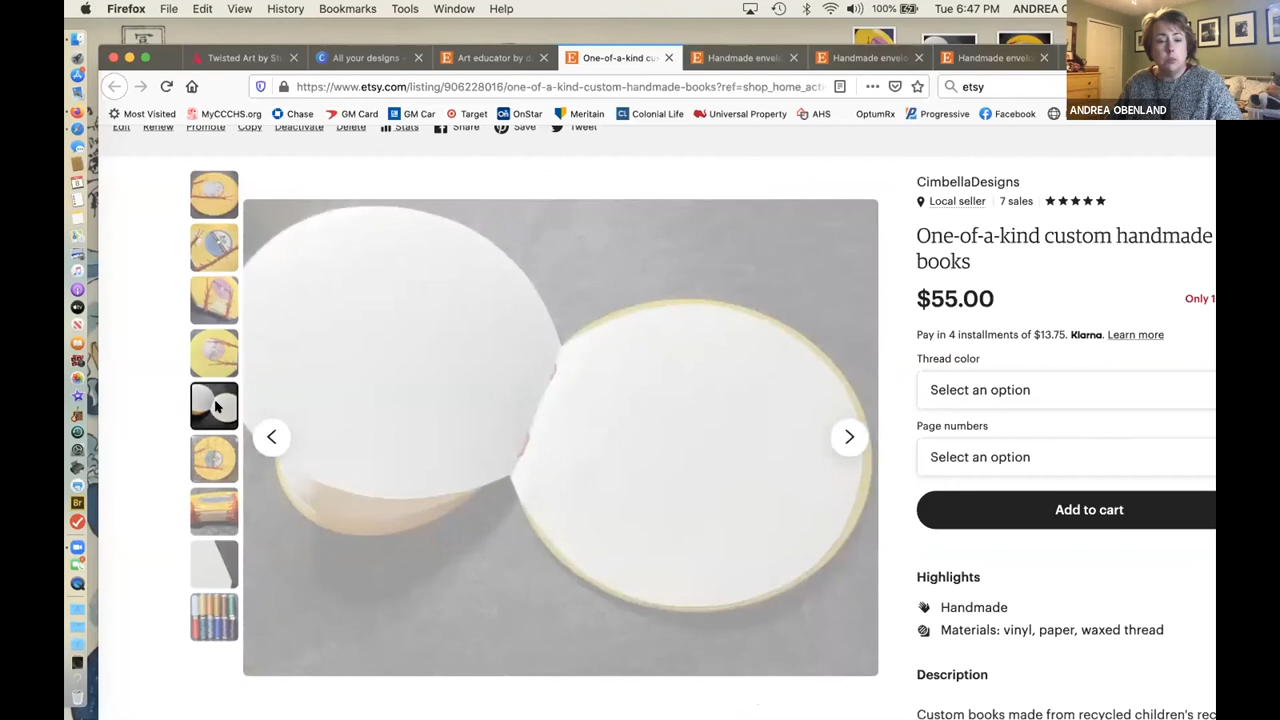 Firefox File Edit View History Bookmarks Tools Window Help 100% Tue 6:47 PM ANDREA O
Twisted Art by St All your designs - Art educator by d One-of-a-kind cu Handmade envel Handmade envel Handmade envel
https://www.etsy.com/listing/906228016/one-of-a-kind-custom-handmade-books?ref=shop_home_acti etsy
ANDREA OBENLAND
Most Visited MyCCCHS.org Chase GM Card GM Car Target OnStar Meritain Colonial Life Universal Property AHS OptumRx Progressive Facebook
Edit Renew Promote Copy Deactivate Delete Stats Share Save Tweet
CimbellaDesigns
Local seller 7 sales
One-of-a-kind custom handmade
books
$55.00 Only 1
Pay in 4 installments of $13.75. Klarna. Learn more
Thread color
Select an option
Page numbers
Select an option
Add to cart
Highlights
Handmade
Materials: vinyl, paper, waxed thread
Description
Custom books made from recycled children's rec